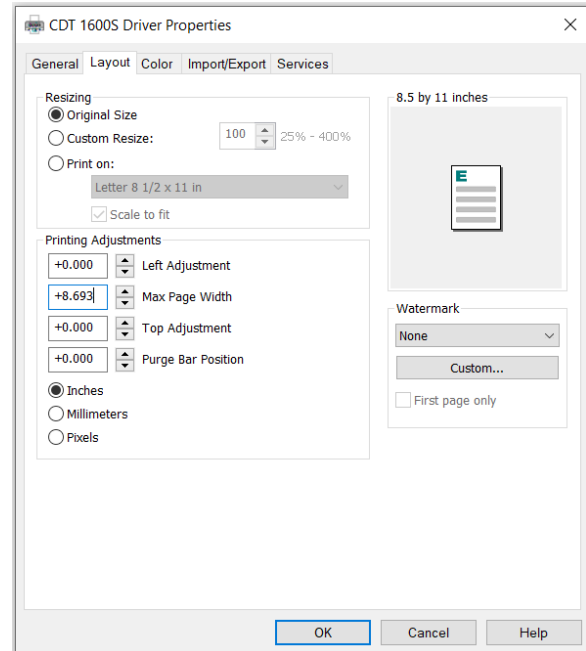 CDT 1600S Driver Properties
General Layout Color Import/Export Services
Resizing
Original Size
Custom Resize: 100 25% - 400%
Print on:
Letter 8 1/2 x 11 in
Scale to fit
Printing Adjustments
+0.000 Left Adjustment
+8.693 Max Page Width
+0.000 Top Adjustment
+0.000 Purge Bar Position
Inches
Millimeters
Pixels
8.5 by 11 inches
E
Watermark
None
Custom...
First page only
OK Cancel Help